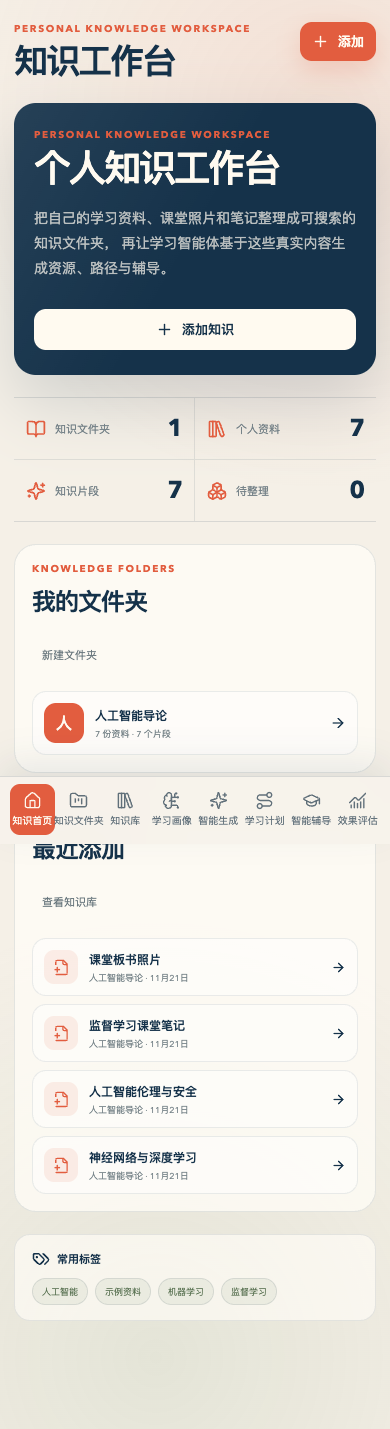 PERSONAL KNOWLEDGE WORKSPACE
知识工作台
添加
PERSONAL KNOWLEDGE WORKSPACE
个人知识工作台
把自己的学习资料、课堂照片和笔记整理成可搜索的
知识文件夹， 再让学习智能体基于这些真实内容生
成资源、路径与辅导。
添加知识
知识文件夹 1
个人资料 7
知识片段 7
待整理 0
KNOWLEDGE FOLDERS
我的文件夹
新建文件夹
人
人工智能导论
7 份资料 · 7 个片段
知识首页 知识文件夹 知识库 学习画像 智能生成 学习计划 智能辅导 效果评估
最近添加
查看知识库
课堂板书照片
人工智能导论 · 11月21日
监督学习课堂笔记
人工智能导论 · 11月21日
人工智能伦理与安全
人工智能导论 · 11月21日
神经网络与深度学习
人工智能导论 · 11月21日
常用标签
人工智能 示例资料 机器学习 监督学习